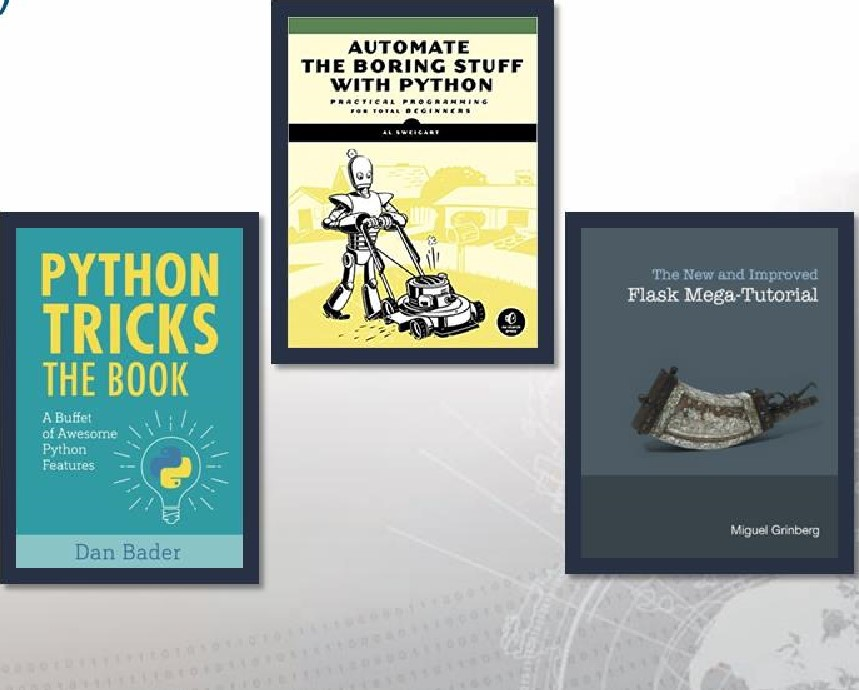 AUTOMATE
THE BORING STUFF
WITH PYTHON
PRACTICAL PROGRAMMING
FOR TOTAL BEGINNERS
AL SWEIGART
PYTHON
TRICKS
THE BOOK
A Buffet
of Awesome
Python
Features
Dan Bader
The New and Improved
Flask Mega-Tutorial
Miguel Grinberg